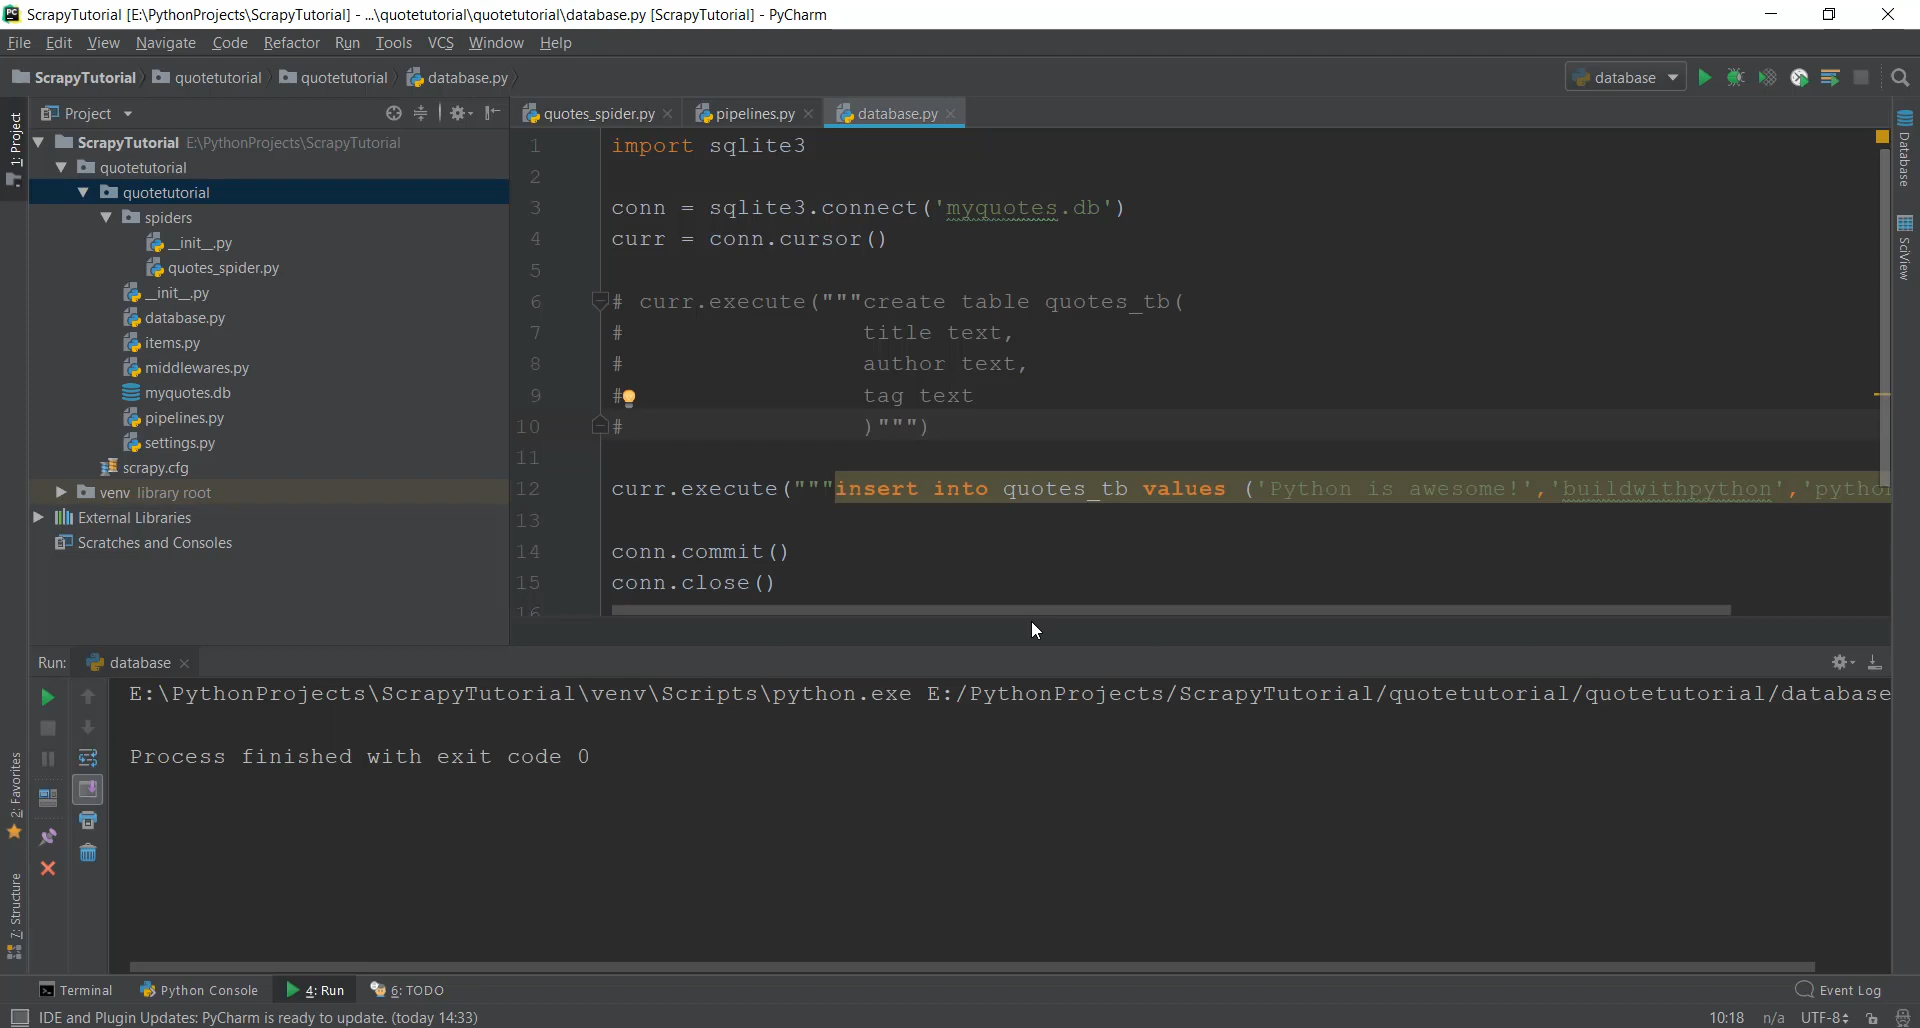 ScrapyTutorial [E:\PythonProjects\ScrapyTutorial] - ...\quotetutorial\quotetutorial\database.py [ScrapyTutorial] - PyCharm
File Edit View Navigate Code Refactor Run Tools VCS Window Help
ScrapyTutorial quotetutorial quotetutorial database.py
database
1: Project
Project
ScrapyTutorial E:\PythonProjects\ScrapyTutorial
quotetutorial
quotetutorial
spiders
__init__.py
quotes_spider.py
__init__.py
database.py
items.py
middlewares.py
myquotes.db
pipelines.py
settings.py
scrapy.cfg
venv library root
External Libraries
Scratches and Consoles
quotes_spider.py pipelines.py database.py
1 import sqlite3
2
3 conn = sqlite3.connect('myquotes.db')
4 curr = conn.cursor()
5
6 # curr.execute("""create table quotes_tb(
7 # title text,
8 # author text,
9 # tag text
10 # )""")
11
12 curr.execute("""insert into quotes_tb values ('Python is awesome!','buildwithpython','pytho
13
14 conn.commit()
15 conn.close()
16
Database
SciView
Run: database
E:\PythonProjects\ScrapyTutorial\venv\Scripts\python.exe E:/PythonProjects/ScrapyTutorial/quotetutorial/quotetutorial/database
Process finished with exit code 0
2: Favorites
7: Structure
Terminal Python Console 4: Run 6: TODO Event Log
IDE and Plugin Updates: PyCharm is ready to update. (today 14:33) 10:18 n/a UTF-8